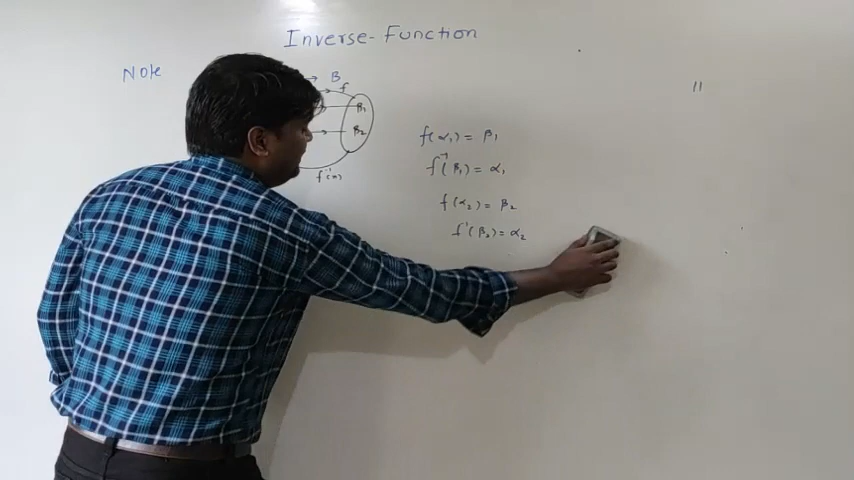 Inverse-Function
Note
→ B
f
β₁
β₂
f⁻¹(x)
f(α₁) = β₁
f⁻¹(β₁) = α₁
f(α₂) = β₂
f⁻¹(β₂) = α₂